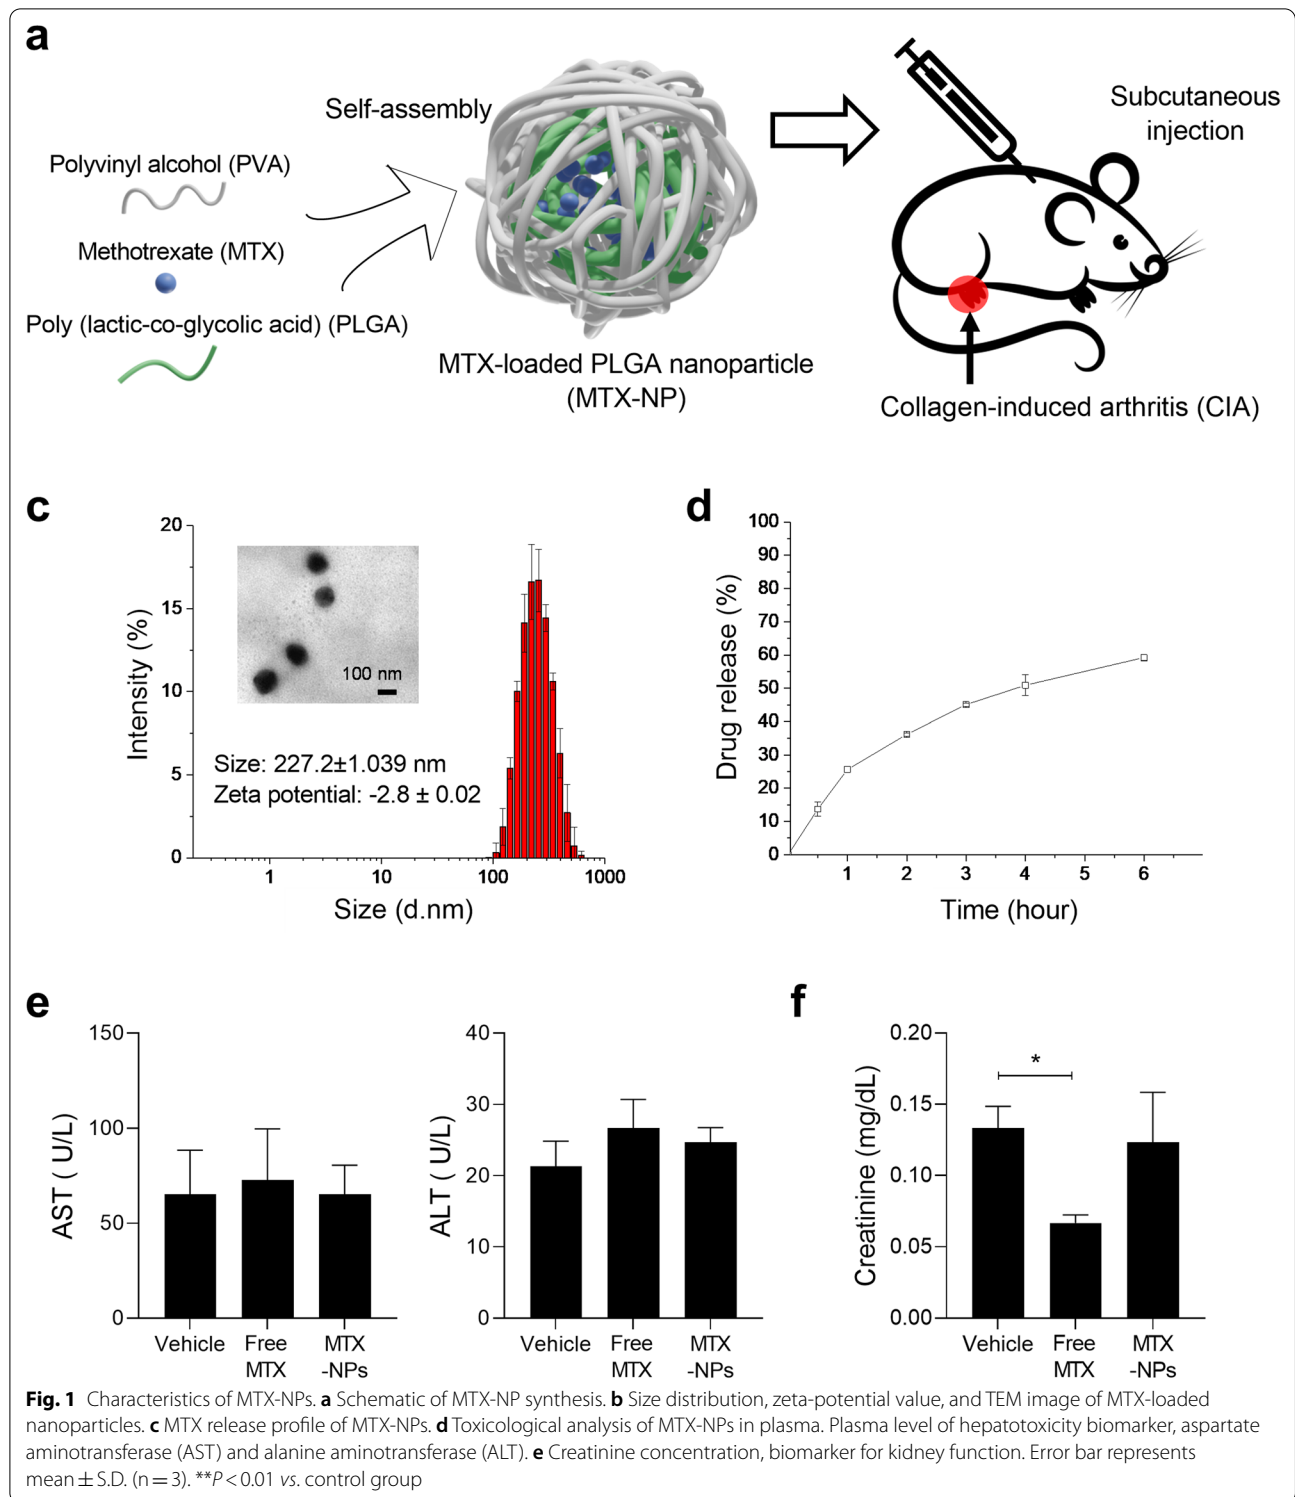 a
Self-assembly
Polyvinyl alcohol (PVA)
Methotrexate (MTX)
Poly (lactic-co-glycolic acid) (PLGA)
MTX-loaded PLGA nanoparticle
(MTX-NP)
Subcutaneous
injection
Collagen-induced arthritis (CIA)
c
Intensity (%)
20
15
10
5
0
100 nm
Size: 227.2±1.039 nm
Zeta potential: -2.8 ± 0.02
1
10
100
1000
Size (d.nm)
d
Drug release (%)
100
90
80
70
60
50
40
30
20
10
0
1
2
3
4
5
6
Time (hour)
e
AST ( U/L)
150
100
50
0
Vehicle
Free
MTX
MTX
-NPs
ALT ( U/L)
40
30
20
10
0
Vehicle
Free
MTX
MTX
-NPs
f
Creatinine (mg/dL)
0.20
0.15
0.10
0.05
0.00
*
Vehicle
Free
MTX
MTX
-NPs
Fig. 1 Characteristics of MTX-NPs. a Schematic of MTX-NP synthesis. b Size distribution, zeta-potential value, and TEM image of MTX-loaded
nanoparticles. c MTX release profile of MTX-NPs. d Toxicological analysis of MTX-NPs in plasma. Plasma level of hepatotoxicity biomarker, aspartate
aminotransferase (AST) and alanine aminotransferase (ALT). e Creatinine concentration, biomarker for kidney function. Error bar represents
mean ± S.D. (n = 3). **P < 0.01 vs. control group